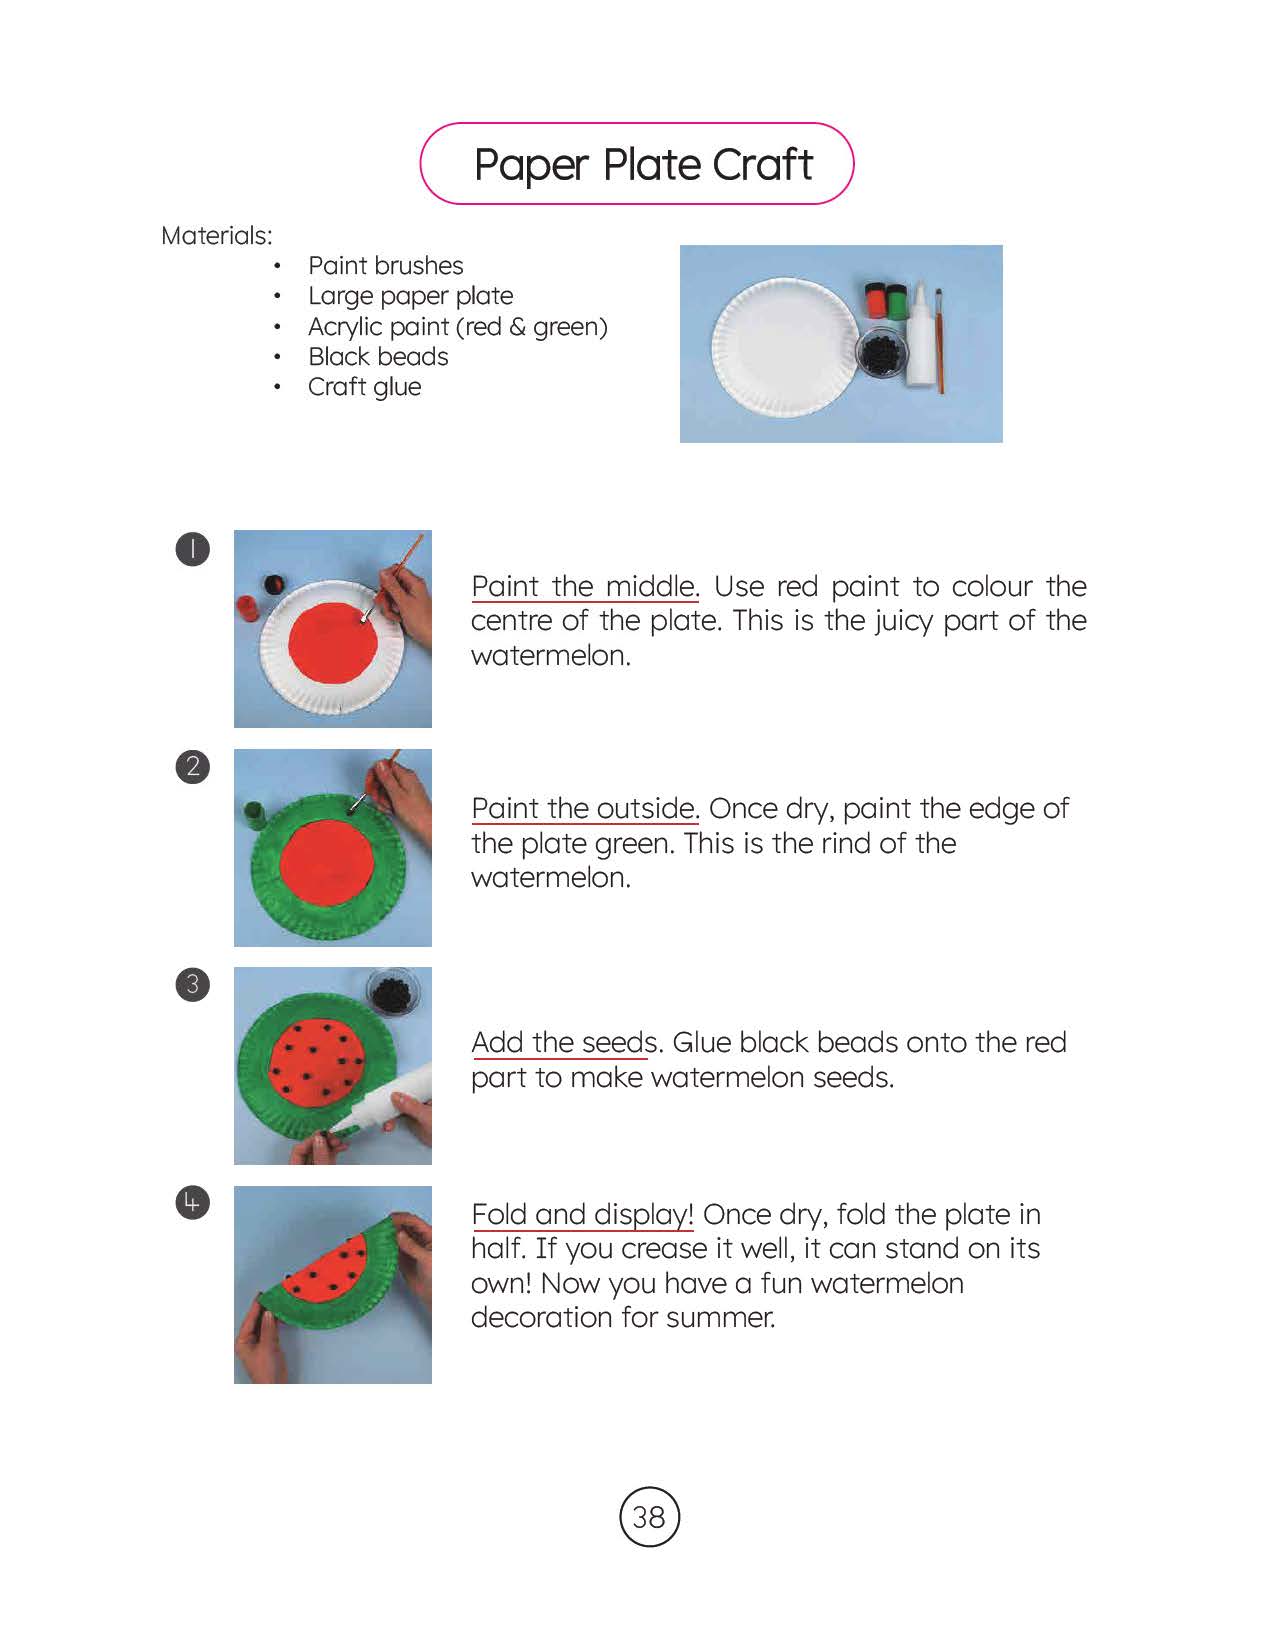 Paper Plate Craft
Materials:
• Paint brushes
• Large paper plate
• Acrylic paint (red & green)
• Black beads
• Craft glue
1
Paint the middle. Use red paint to colour the
centre of the plate. This is the juicy part of the
watermelon.
2
Paint the outside. Once dry, paint the edge of
the plate green. This is the rind of the
watermelon.
3
Add the seeds. Glue black beads onto the red
part to make watermelon seeds.
4
Fold and display! Once dry, fold the plate in
half. If you crease it well, it can stand on its
own! Now you have a fun watermelon
decoration for summer.
38